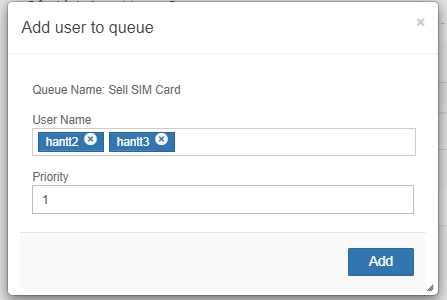 Add user to queue
×
Queue Name: Sell SIM Card
User Name
hantt2 hantt3
Priority
1
Add